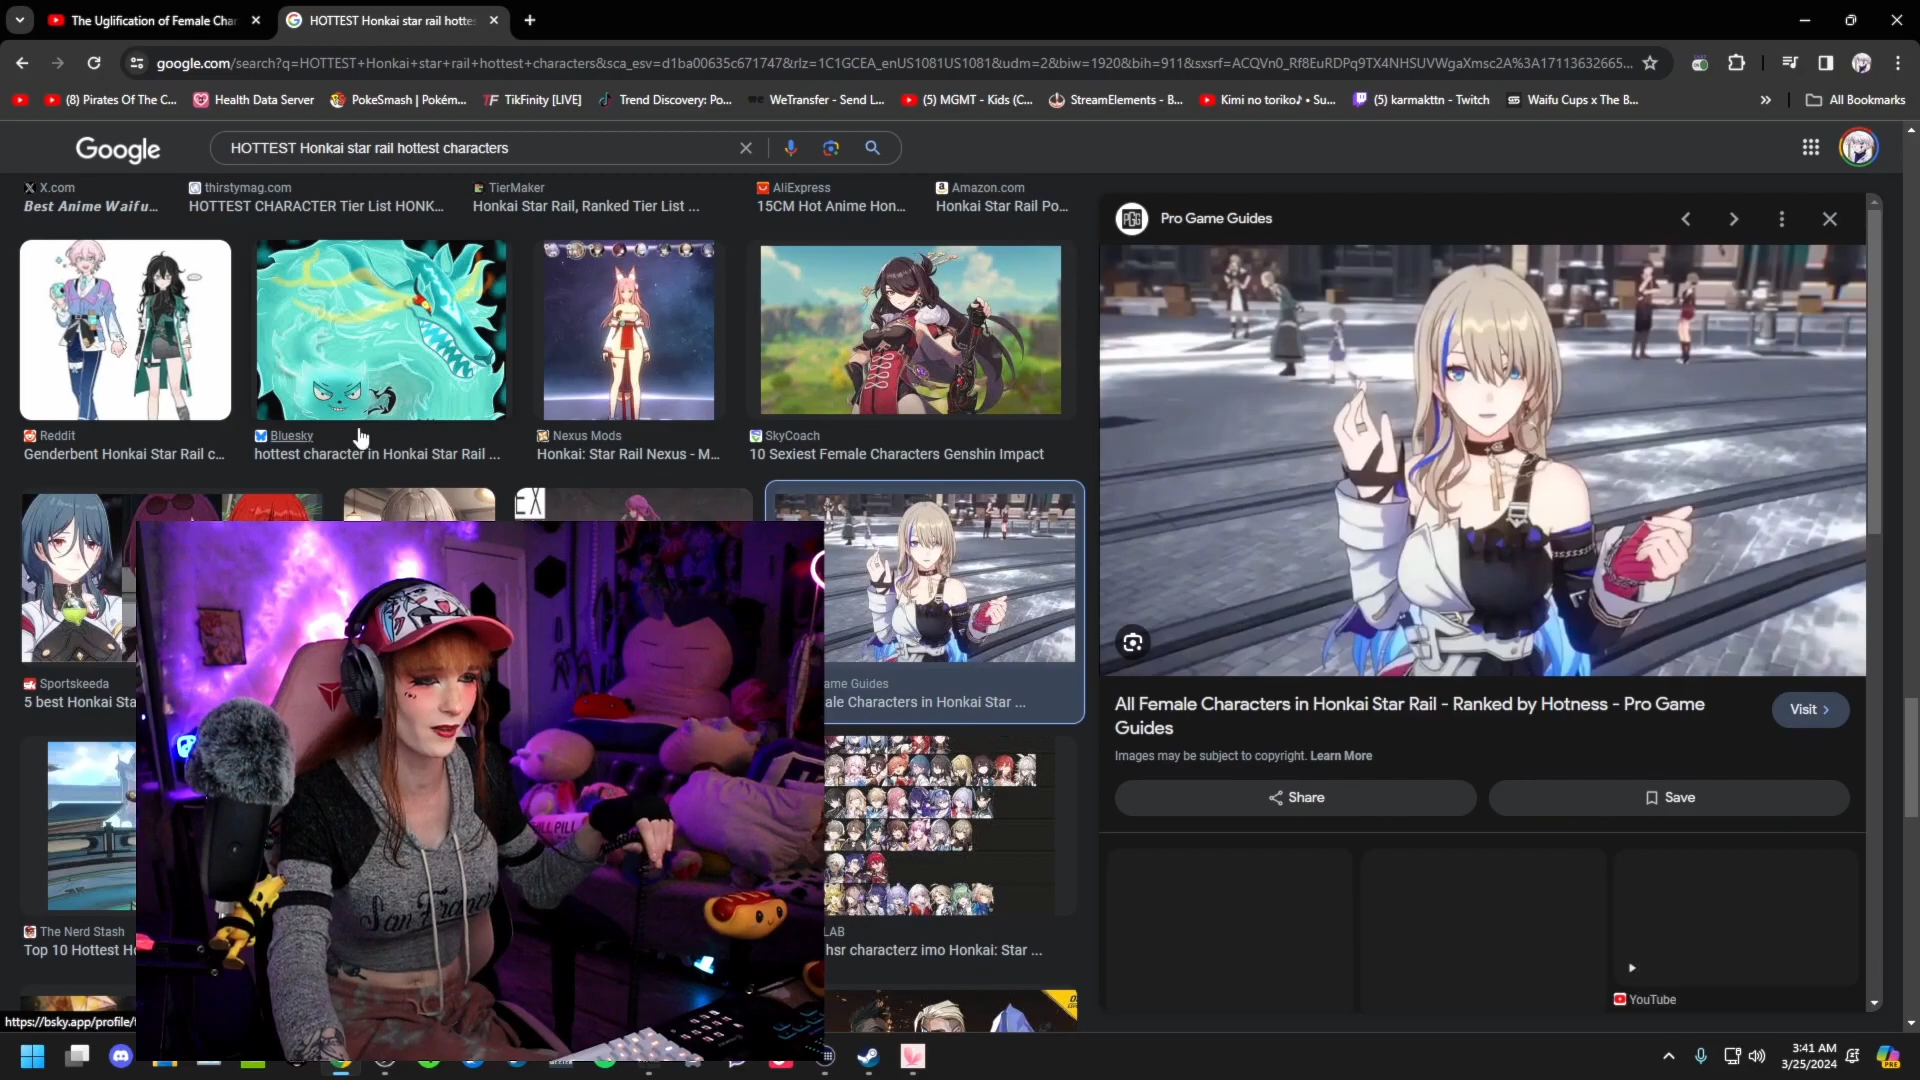 The Uglification of Female Cha
HOTTEST Honkai star rail hotte
google.com/search?q=HOTTEST+Honkai+star+rail+hottest+characters&sca_esv=d1ba00635c671747&rlz=1C1GCEA_enUS1081US1081&udm=2&biw=1920&bih=911&sxsrf=ACQVn0_Rf8EuRDPq9TX4NHSUVWgaXmsc2A%3A17113632665...
(8) Pirates Of The C...
Health Data Server
PokeSmash | Pokém...
TikFinity [LIVE]
Trend Discovery: Po...
WeTransfer - Send L...
(5) MGMT - Kids (C...
StreamElements - B...
Kimi no toriko♪ • Su...
(5) karmakttn - Twitch
Waifu Cups x The B...
All Bookmarks
Google
HOTTEST Honkai star rail hottest characters
X.com
Best Anime Waifu...
thirstymag.com
HOTTEST CHARACTER Tier List HONK...
TierMaker
Honkai Star Rail, Ranked Tier List ...
AliExpress
15CM Hot Anime Hon...
Amazon.com
Honkai Star Rail Po...
Reddit
Genderbent Honkai Star Rail c...
Bluesky
hottest character in Honkai Star Rail ...
Nexus Mods
Honkai: Star Rail Nexus - M...
SkyCoach
10 Sexiest Female Characters Genshin Impact
EX
Sportskeeda
5 best Honkai Sta
ame Guides
ale Characters in Honkai Star ...
The Nerd Stash
Top 10 Hottest Ho
LAB
hsr characterz imo Honkai: Star ...
San Franci
https://bsky.app/profile/t
PGG
Pro Game Guides
All Female Characters in Honkai Star Rail - Ranked by Hotness - Pro Game
Guides
Visit
Images may be subject to copyright. Learn More
Share
Save
YouTube
3:41 AM
3/25/2024
PRE